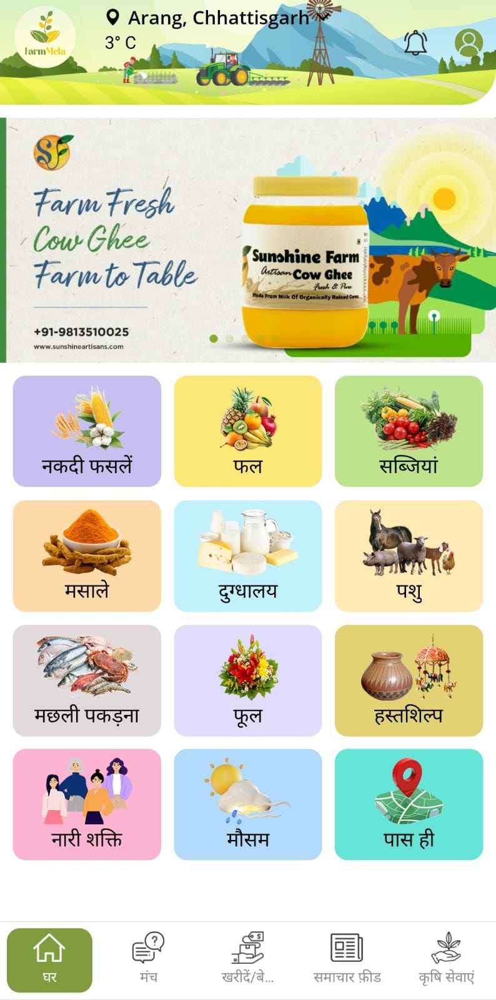 Arang, Chhattisgarh
3° C
FarmMeta
SF
Farm Fresh
Cow Ghee
Farm to Table
+91-9813510025
www.sunshineartisans.com
Sunshine Farm
Artisan Cow Ghee
Fresh & Pure
Made From Milk Of Organically Raised Cows
नकदी फसलें
फल
सब्जियां
मसाले
दुग्धालय
पशु
मछली पकड़ना
फूल
हस्तशिल्प
नारी शक्ति
मौसम
पास ही
घर
मंच
खरीदें/बे...
समाचार फ़ीड
कृषि सेवाएं